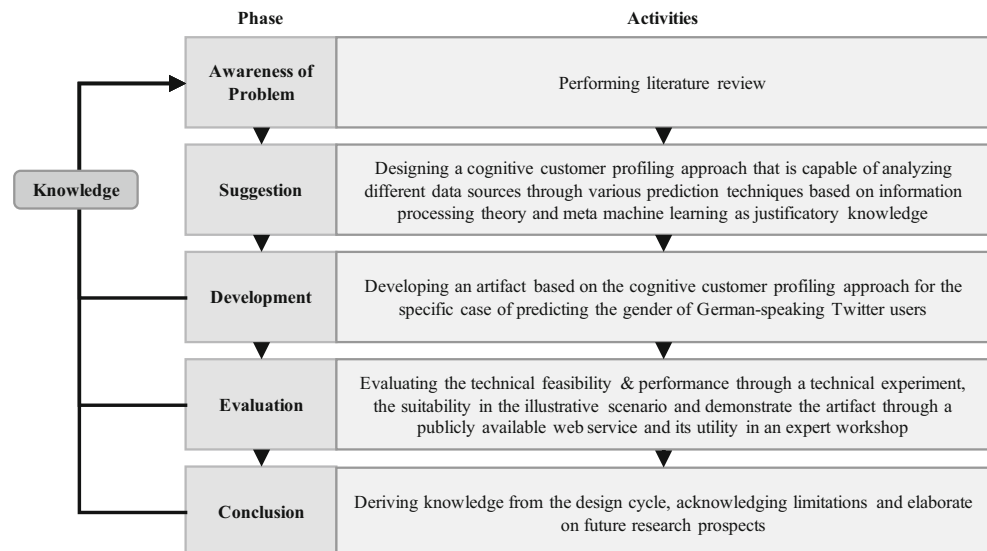 Phase
Activities
Awareness of
Problem
Performing literature review
Knowledge
Suggestion
Designing a cognitive customer profiling approach that is capable of analyzing
different data sources through various prediction techniques based on information
processing theory and meta machine learning as justificatory knowledge
Development
Developing an artifact based on the cognitive customer profiling approach for the
specific case of predicting the gender of German-speaking Twitter users
Evaluation
Evaluating the technical feasibility & performance through a technical experiment,
the suitability in the illustrative scenario and demonstrate the artifact through a
publicly available web service and its utility in an expert workshop
Conclusion
Deriving knowledge from the design cycle, acknowledging limitations and elaborate
on future research prospects